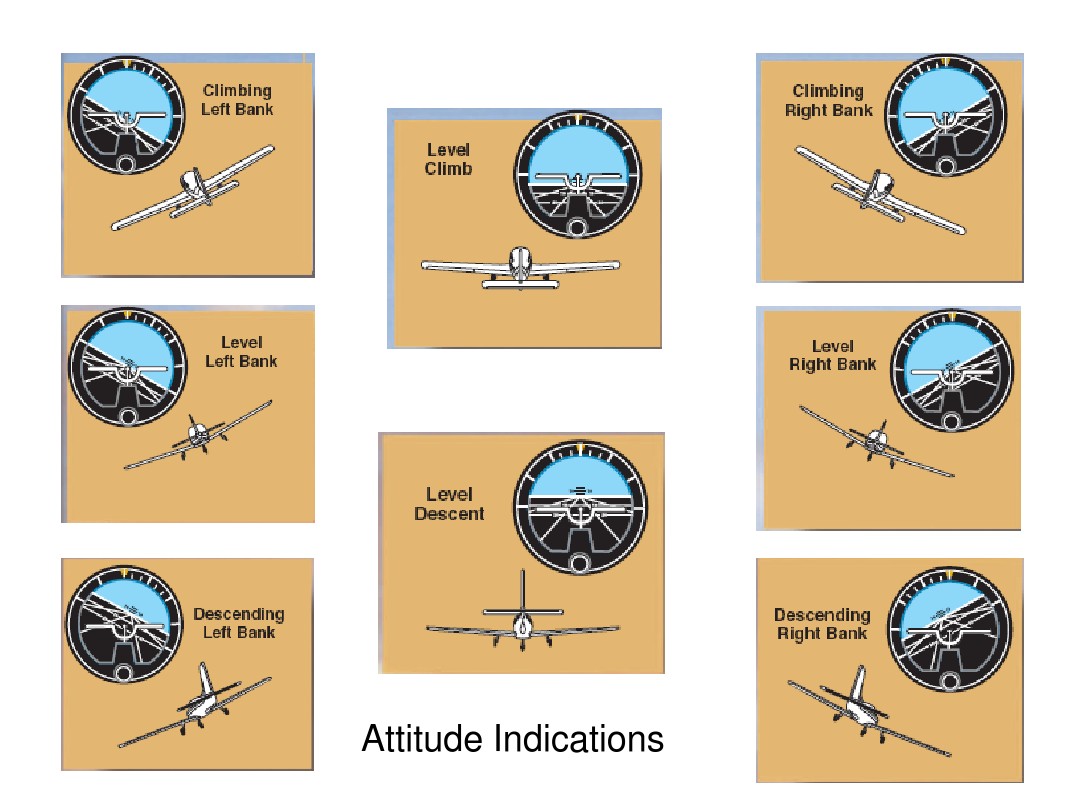 Climbing
Left Bank
Level
Climb
Climbing
Right Bank
Level
Left Bank
Level
Right Bank
Level
Descent
Descending
Left Bank
Descending
Right Bank
Attitude Indications